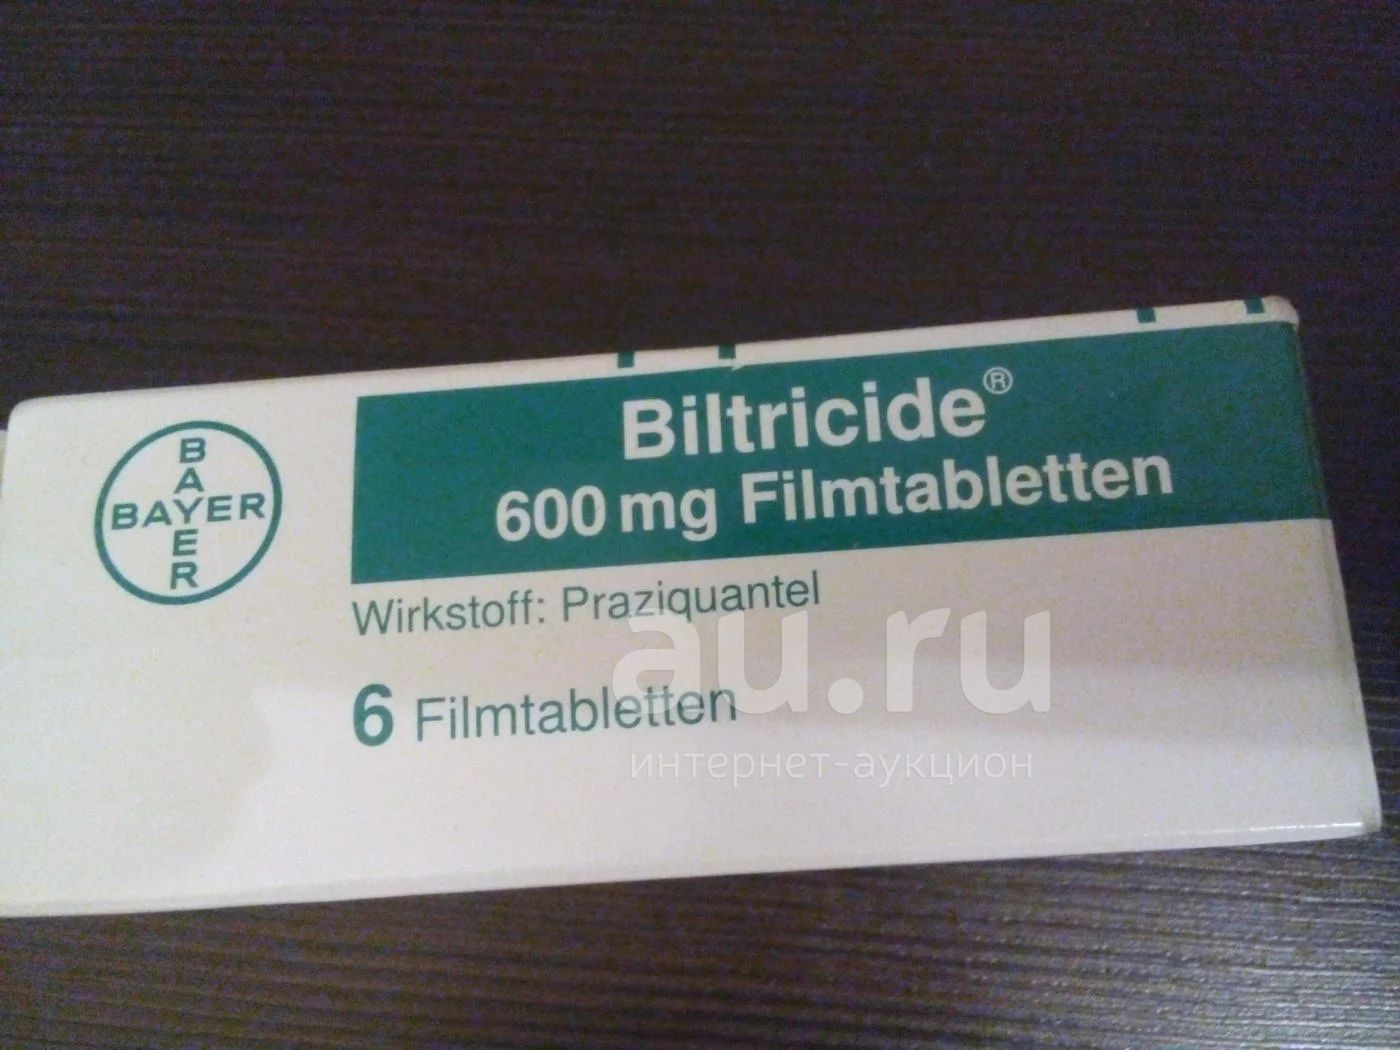 BAYER
BAYER
Biltricide®
600 mg Filmtabletten
Wirkstoff: Praziquantel
6 Filmtabletten
au.ru
интернет-аукцион